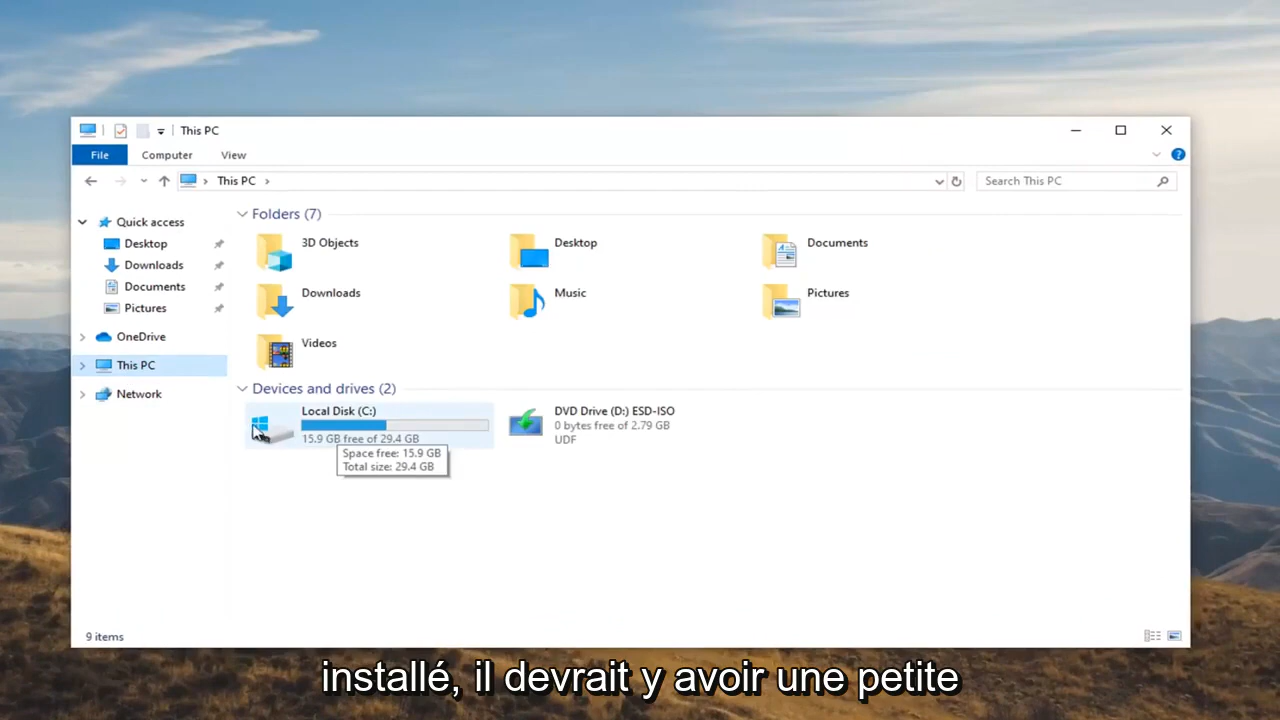 This PC
File
Computer
View
This PC
Search This PC
Quick access
Desktop
Downloads
Documents
Pictures
OneDrive
This PC
Network
Folders (7)
3D Objects
Desktop
Documents
Downloads
Music
Pictures
Videos
Devices and drives (2)
Local Disk (C:)
15.9 GB free of 29.4 GB
Space free: 15.9 GB
Total size: 29.4 GB
DVD Drive (D:) ESD-ISO
0 bytes free of 2.79 GB
UDF
9 items
installé, il devrait y avoir une petite